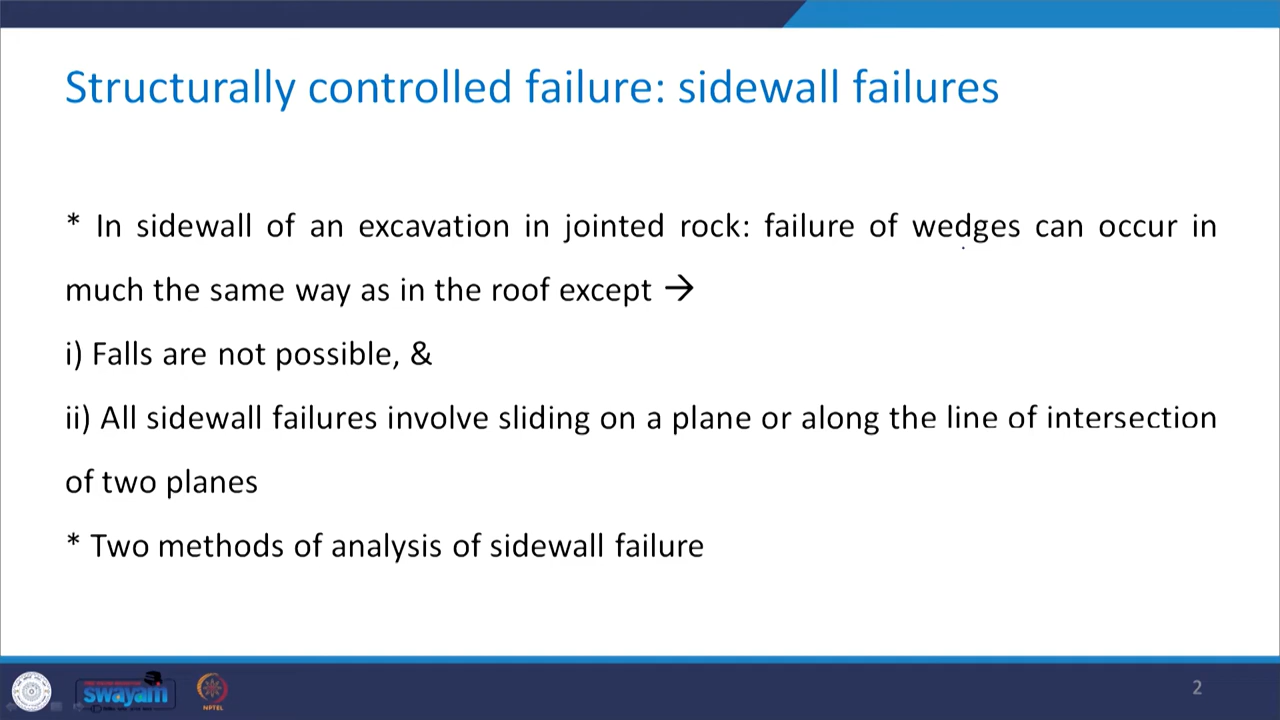 Structurally controlled failure: sidewall failures
* In sidewall of an excavation in jointed rock: failure of wedges can occur in
much the same way as in the roof except →
i) Falls are not possible, &
ii) All sidewall failures involve sliding on a plane or along the line of intersection
of two planes
* Two methods of analysis of sidewall failure
swayam
NPTEL
2